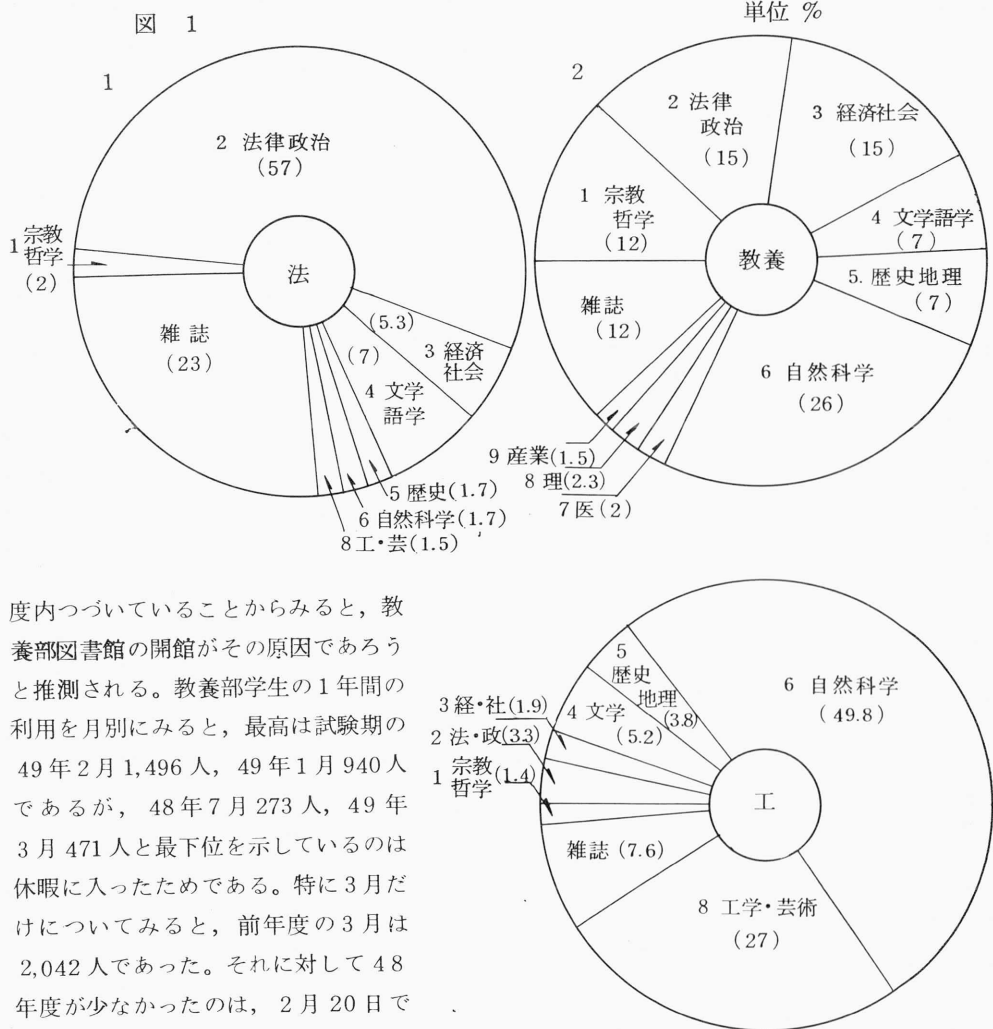 図 1
単位 %
1
2 法律政治
(57)
1 宗教
哲学
(2)
法
雑誌
(23)
(5.3)
3 経済
社会
(7)
4 文学
語学
5 歴史(1.7)
6 自然科学(1.7)
8 工・芸(1.5)
2
2 法律
政治
(15)
3 経済社会
(15)
1 宗教
哲学
(12)
4 文学語学
(7)
教養
5. 歴史地理
(7)
雑誌
(12)
6 自然科学
(26)
9 産業(1.5)
8 理(2.3)
7 医(2)
度内つづいていることからみると,教
養部図書館の開館がその原因であろう
と推測される。教養部学生の1年間の
利用を月別にみると,最高は試験期の
49年2月1,496人,49年1月940人
であるが, 48年7月273人,49年
3月471人と最下位を示しているのは
休暇に入ったためである。特に3月だ
けについてみると,前年度の3月は
2,042人であった。それに対して48
年度が少なかったのは, 2月20日で
5
歴史
地理
(3.8)
6 自然科学
(49.8)
3 経・社(1.9)
4 文学
(5.2)
2 法・政(3.3)
1 宗教
哲学
(1.4)
工
雑誌(7.6)
8 工学・芸術
(27)